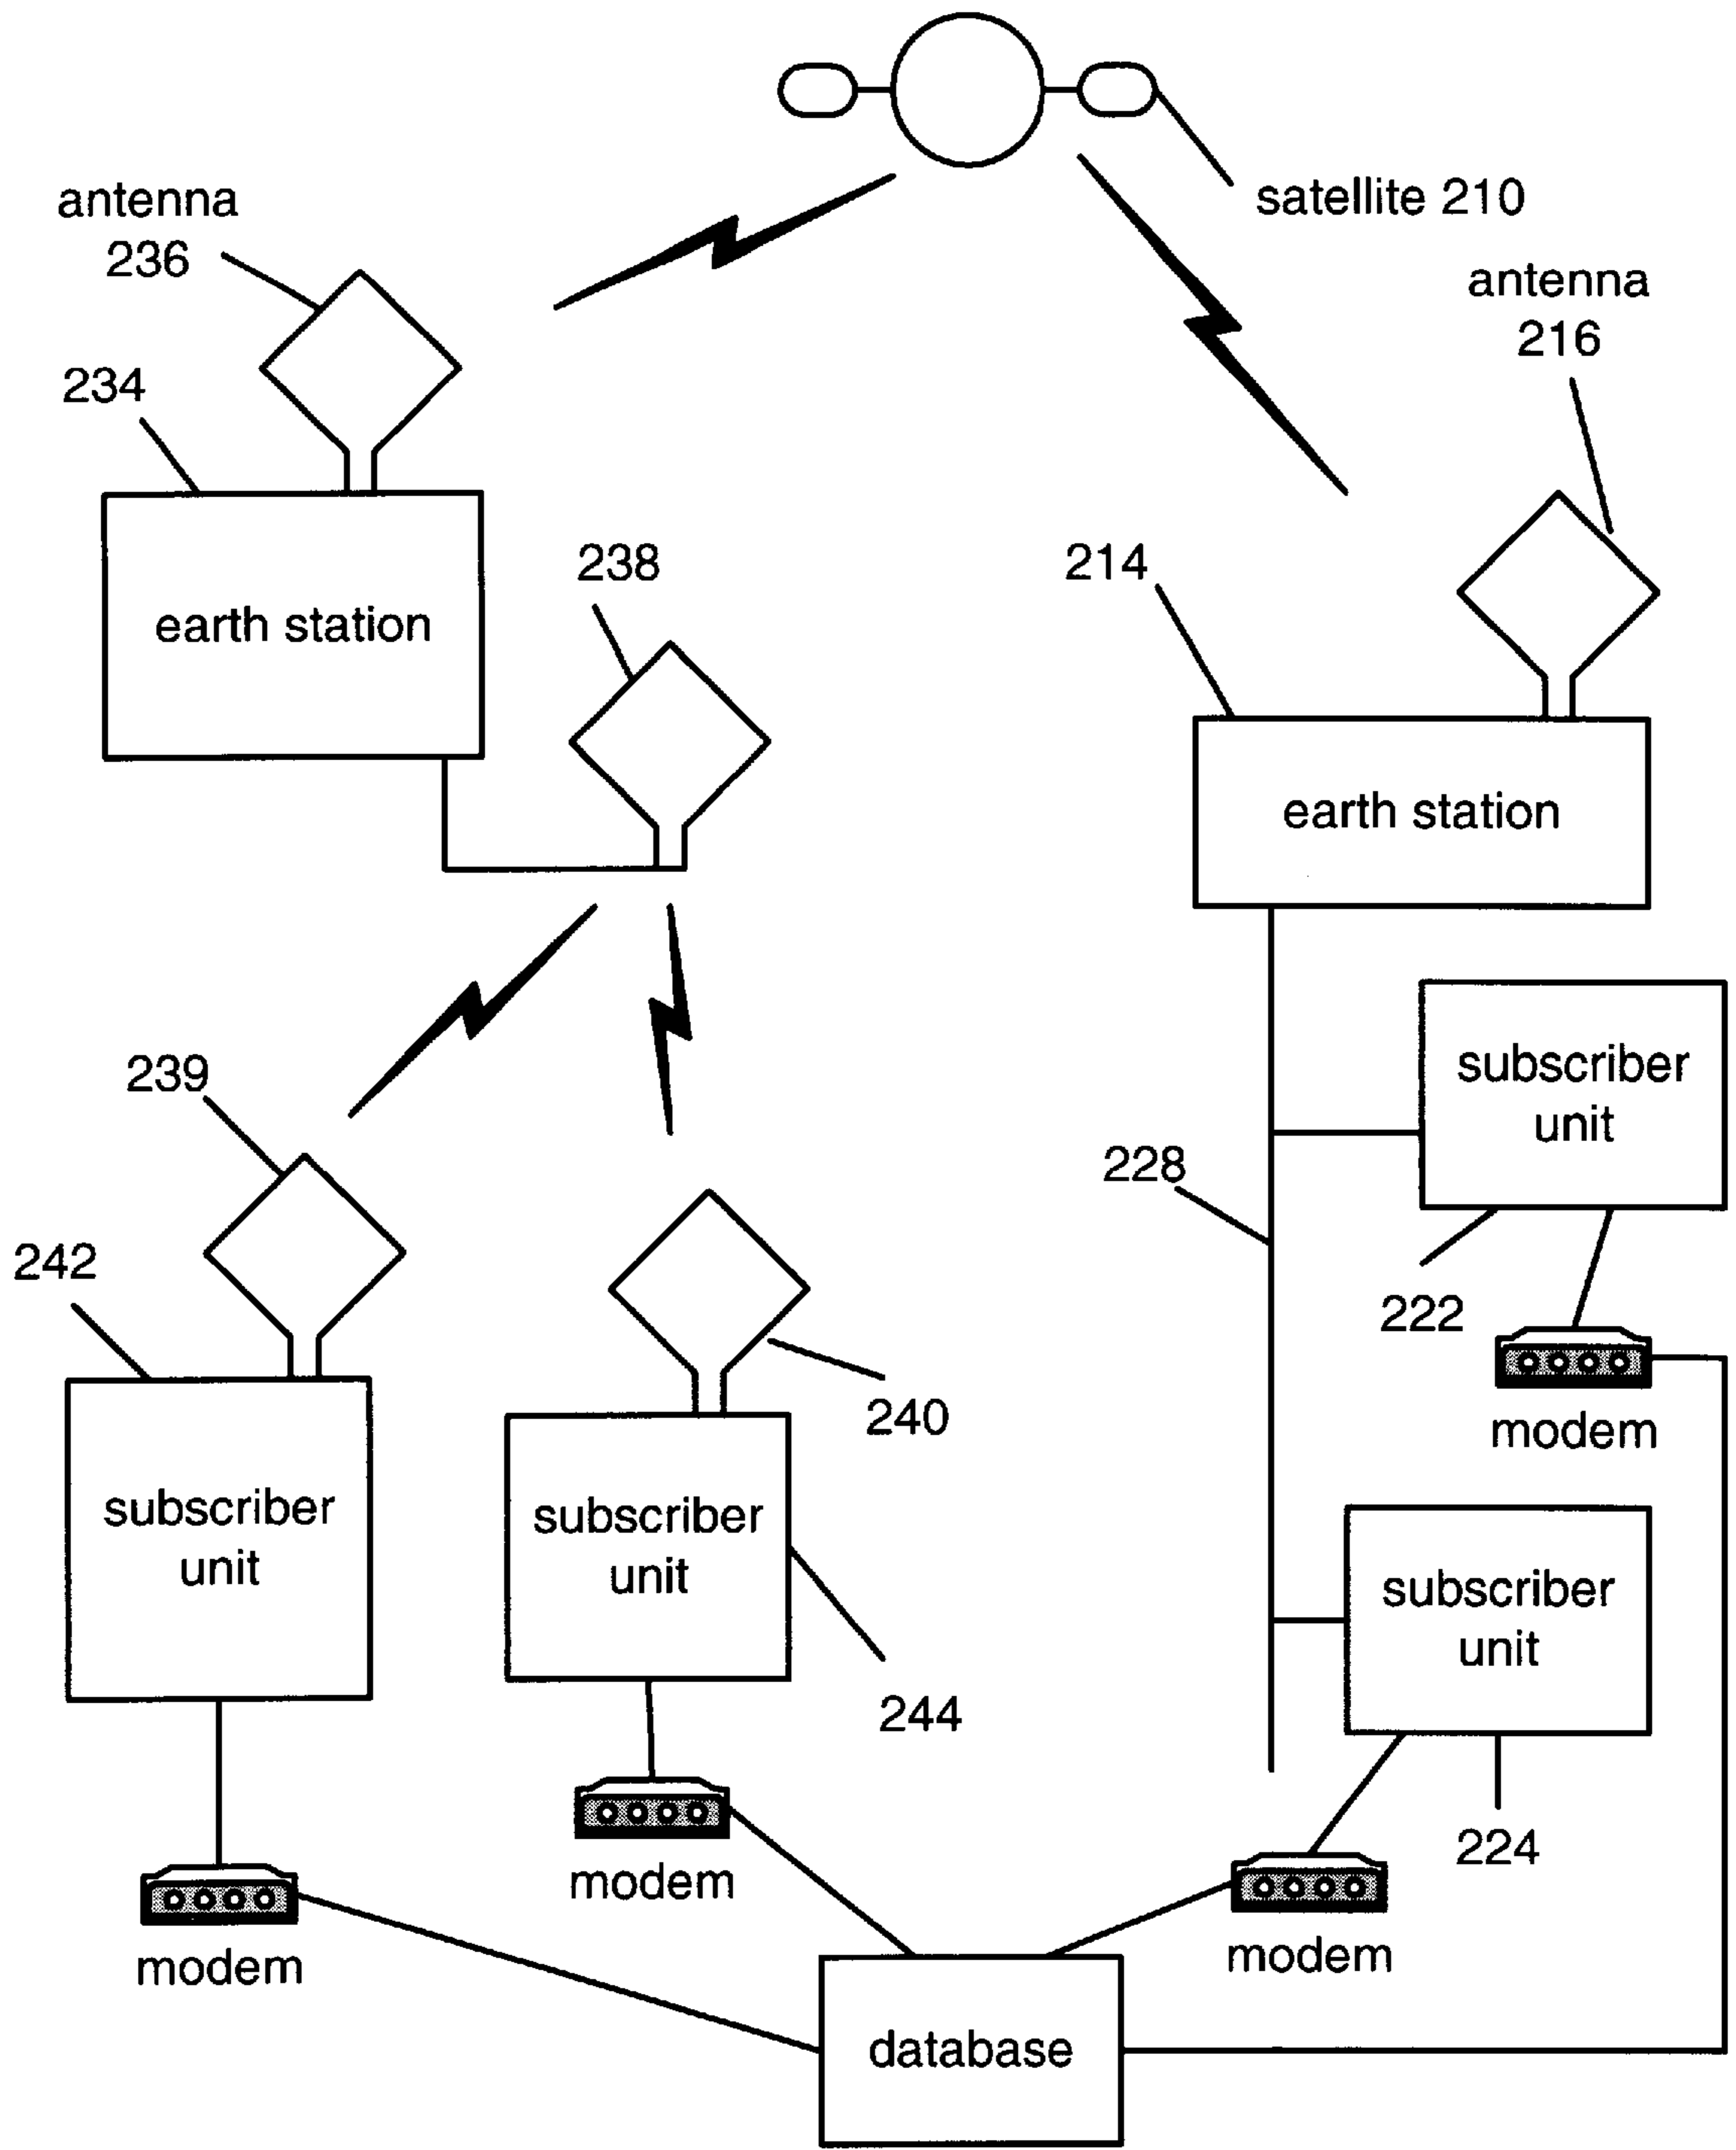 satellite 210
antenna
236
antenna
216
234
earth station
238
214
earth station
subscriber
unit
239
228
242
222
240
modem
subscriber
unit
subscriber
unit
subscriber
unit
244
224
modem
modem
modem
database